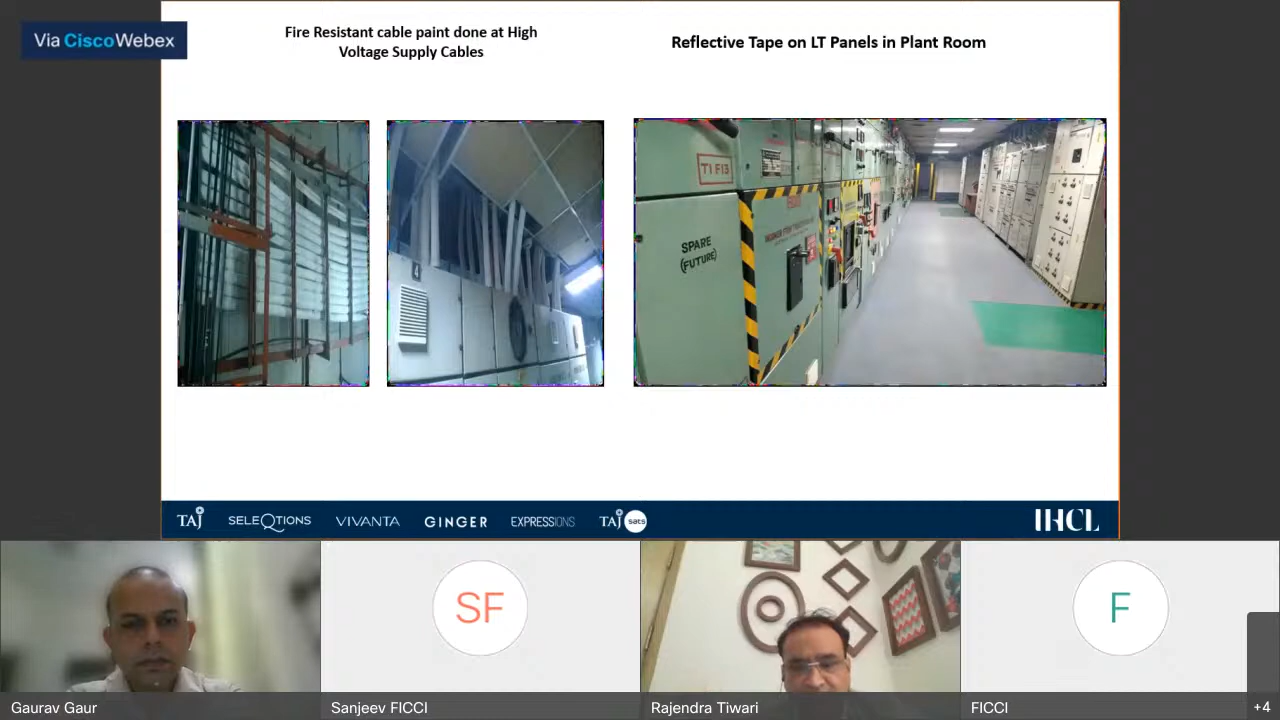 Via CiscoWebex
Fire Resistant cable paint done at High
Voltage Supply Cables
Reflective Tape on LT Panels in Plant Room
T1 F13
SPARE
(FUTURE)
4
TAJ
SELEQTIONS
VIVANTA
GINGER
EXPRESSIONS
TAJ sats
IHCL
SF
F
Gaurav Gaur
Sanjeev FICCI
Rajendra Tiwari
FICCI
+4